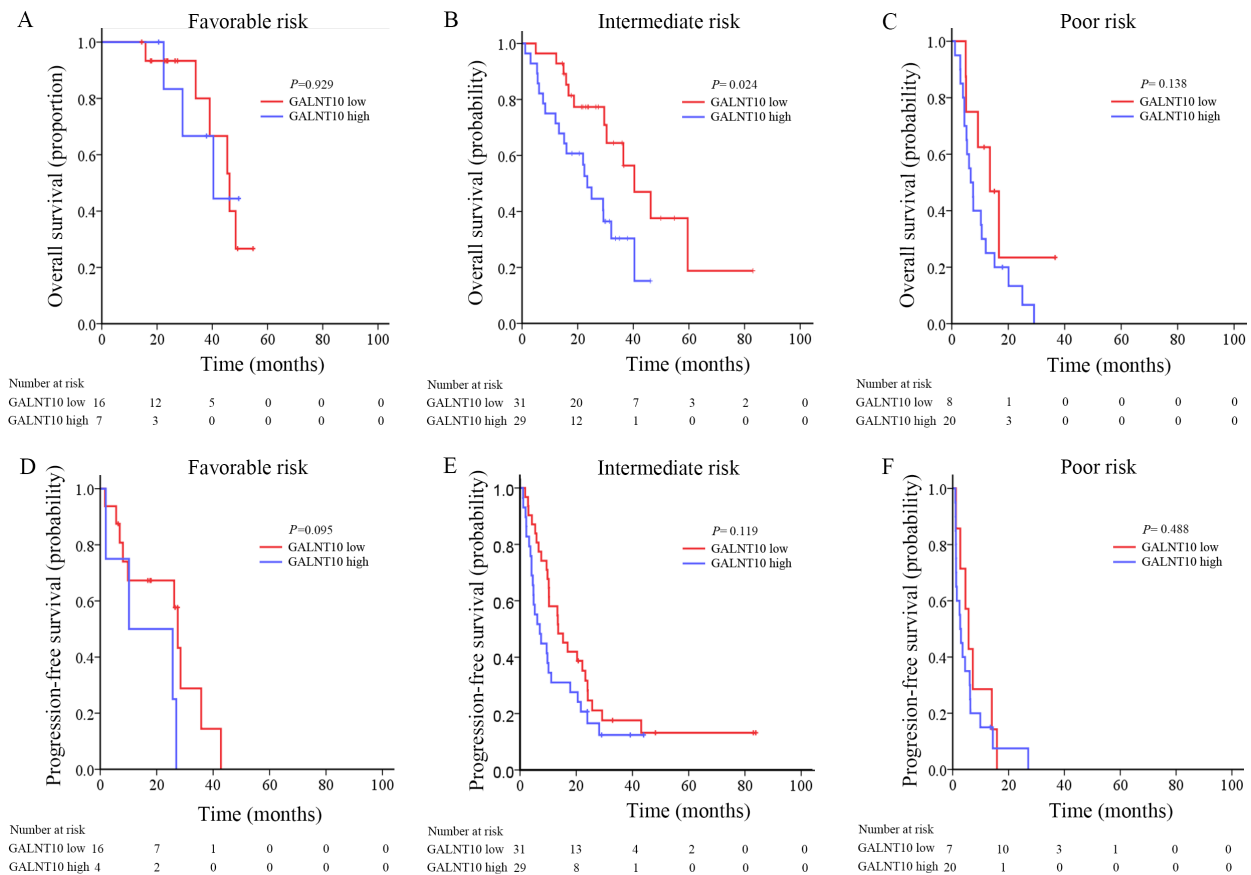 A
Favorable risk
Overall survival (proportion)
1.0
0.8
0.6
0.4
0.2
0.0
P=0.929
GALNT10 low
GALNT10 high
0 20 40 60 80 100
Time (months)
Number at risk
GALNT10 low 16 12 5 0 0 0
GALNT10 high 7 3 0 0 0 0
B
Intermediate risk
Overall survival (probability)
1.0
0.8
0.6
0.4
0.2
0.0
P= 0.024
GALNT10 low
GALNT10 high
0 20 40 60 80 100
Time (months)
Number at risk
GALNT10 low 31 20 7 3 2 0
GALNT10 high 29 12 1 0 0 0
C
Poor risk
Overall survival (probability)
1.0
0.8
0.6
0.4
0.2
0.0
P= 0.138
GALNT10 low
GALNT10 high
0 20 40 60 80 100
Time (months)
Number at risk
GALNT10 low 8 1 0 0 0 0
GALNT10 high 20 3 0 0 0 0
D
Favorable risk
Progression-free survival (probability)
1.0
0.8
0.6
0.4
0.2
0.0
P=0.095
GALNT10 low
GALNT10 high
0 20 40 60 80 100
Time (months)
Number at risk
GALNT10 low 16 7 1 0 0 0
GALNT10 high 4 2 0 0 0 0
E
Intermediate risk
Progression-free survival (probability)
1.0
0.8
0.6
0.4
0.2
0.0
P= 0.119
GALNT10 low
GALNT10 high
0 20 40 60 80 100
Time (months)
Number at risk
GALNT10 low 31 13 4 2 0 0
GALNT10 high 29 8 1 0 0 0
F
Poor risk
Progression-free survival (probability)
1.0
0.8
0.6
0.4
0.2
0.0
P= 0.488
GALNT10 low
GALNT10 high
0 20 40 60 80 100
Time (months)
Number at risk
GALNT10 low 7 10 3 1 0 0
GALNT10 high 20 1 0 0 0 0